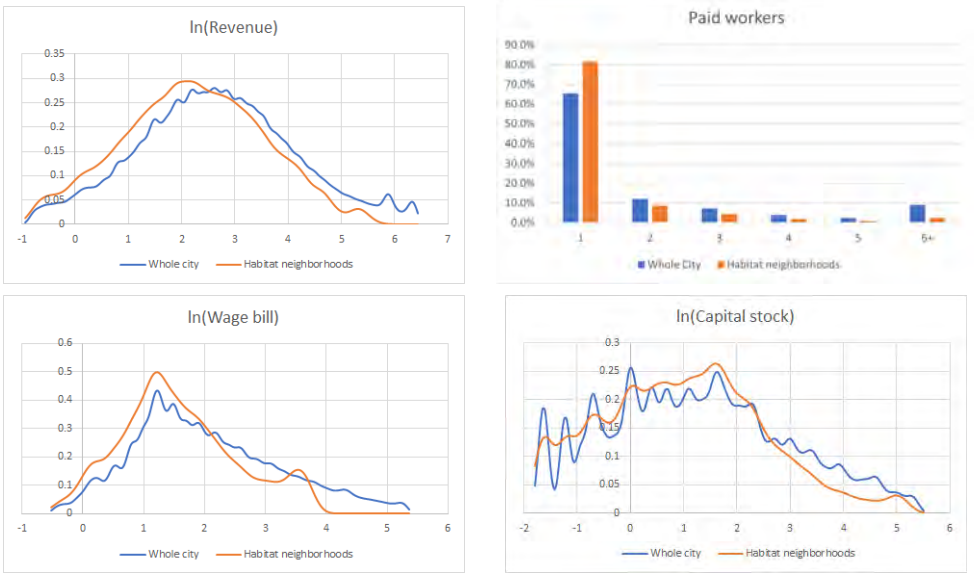 ln(Revenue)
0.35
0.3
0.25
0.2
0.15
0.1
0.05
0
-1 0 1 2 3 4 5 6 7
Whole city Habitat neighborhoods
Paid workers
90.0%
80.0%
70.0%
60.0%
50.0%
40.0%
30.0%
20.0%
10.0%
0.0%
1 2 3 4 5 6+
Whole City Habitat neighborhoods
ln(Wage bill)
0.6
0.5
0.4
0.3
0.2
0.1
0
-1 0 1 2 3 4 5 6
Whole city Habitat neighborhoods
ln(Capital stock)
0.3
0.25
0.2
0.15
0.1
0.05
0
-2 -1 0 1 2 3 4 5 6
Whole city Habitat neighborhoods